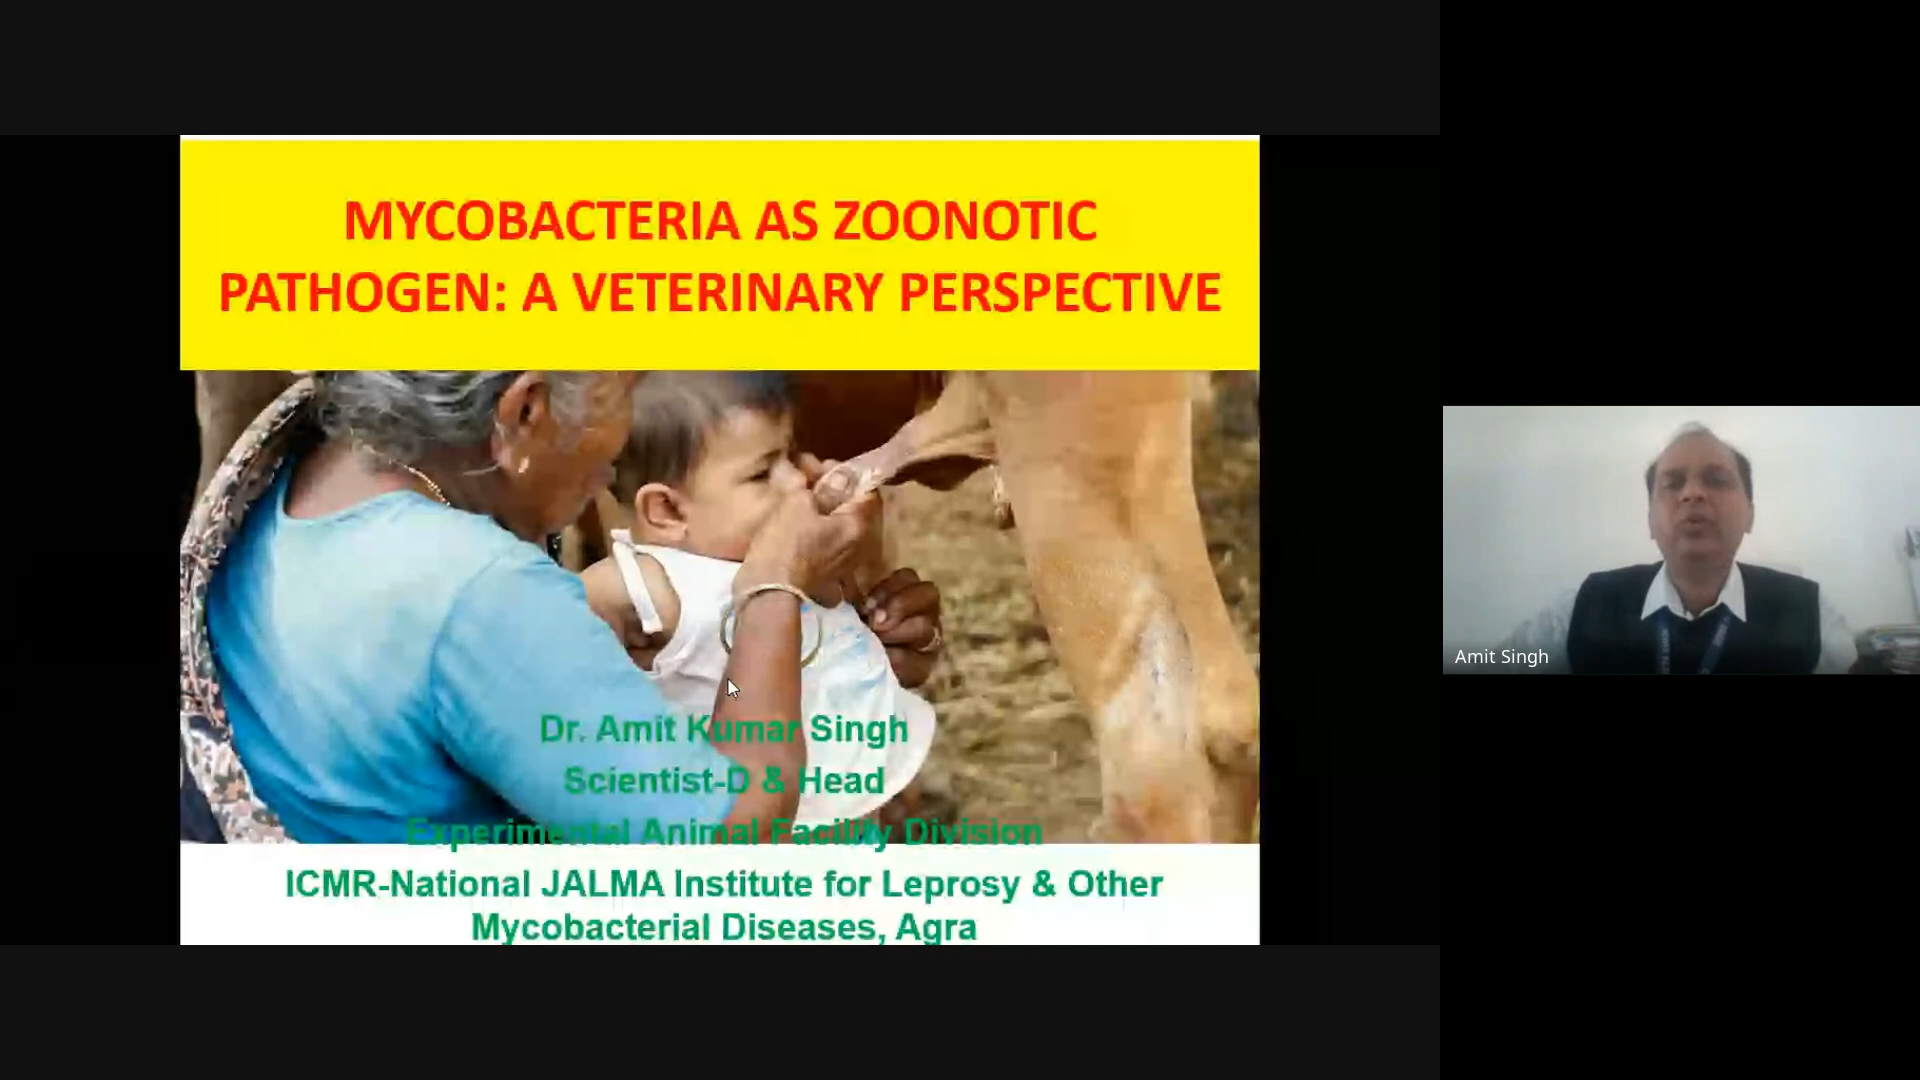 MYCOBACTERIA AS ZOONOTIC
PATHOGEN: A VETERINARY PERSPECTIVE
Dr. Amit Kumar Singh
Scientist-D & Head
Experimental Animal Facility Division
ICMR-National JALMA Institute for Leprosy & Other
Mycobacterial Diseases, Agra
Amit Singh